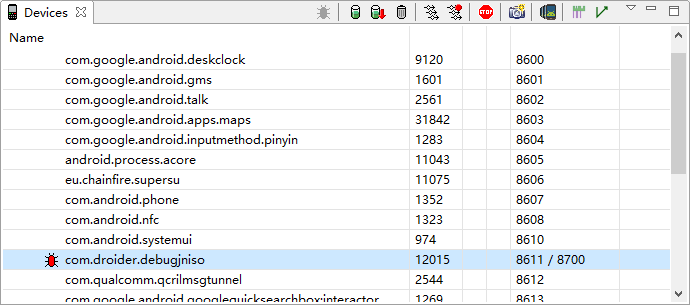 Devices
STOP
Name
com.google.android.deskclock 9120 8600
com.google.android.gms 1601 8601
com.google.android.talk 2561 8602
com.google.android.apps.maps 31842 8603
com.google.android.inputmethod.pinyin 1283 8604
android.process.acore 11043 8605
eu.chainfire.supersu 11075 8606
com.android.phone 1352 8607
com.android.nfc 1323 8608
com.android.systemui 974 8610
com.droider.debugjniso 12015 8611 / 8700
com.qualcomm.qcrilmsgtunnel 2544 8612
com.google.android.googlequicksearchboxinteractor 1269 8613